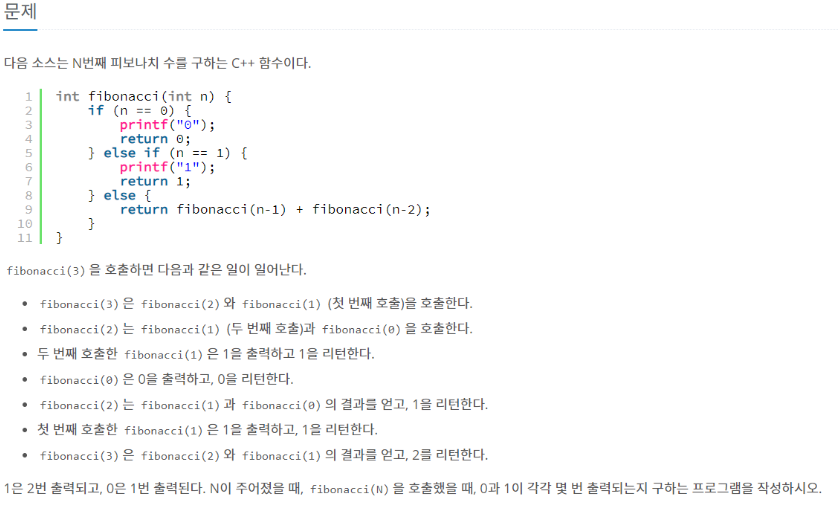 문제
다음 소스는 N번째 피보나치 수를 구하는 C++ 함수이다.
1 int fibonacci(int n) {
2     if (n == 0) {
3         printf("0");
4         return 0;
5     } else if (n == 1) {
6         printf("1");
7         return 1;
8     } else {
9         return fibonacci(n-1) + fibonacci(n-2);
10     }
11 }
fibonacci(3)을 호출하면 다음과 같은 일이 일어난다.
• fibonacci(3)은 fibonacci(2)와 fibonacci(1) (첫 번째 호출)을 호출한다.
• fibonacci(2)는 fibonacci(1) (두 번째 호출)과 fibonacci(0)을 호출한다.
• 두 번째 호출한 fibonacci(1)은 1을 출력하고 1을 리턴한다.
• fibonacci(0)은 0을 출력하고, 0을 리턴한다.
• fibonacci(2)는 fibonacci(1)과 fibonacci(0)의 결과를 얻고, 1을 리턴한다.
• 첫 번째 호출한 fibonacci(1)은 1을 출력하고, 1을 리턴한다.
• fibonacci(3)은 fibonacci(2)와 fibonacci(1)의 결과를 얻고, 2를 리턴한다.
1은 2번 출력되고, 0은 1번 출력된다. N이 주어졌을 때, fibonacci(N)을 호출했을 때, 0과 1이 각각 몇 번 출력되는지 구하는 프로그램을 작성하시오.